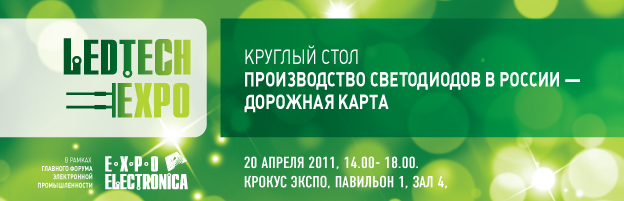 LEDTECH
EXPO
КРУГЛЫЙ СТОЛ
ПРОИЗВОДСТВО СВЕТОДИОДОВ В РОССИИ —
ДОРОЖНАЯ КАРТА
В РАМКАХ
ГЛАВНОГО ФОРУМА
ЭЛЕКТРОННОЙ
ПРОМЫШЛЕННОСТИ
E·X·P·O
ELECTRONICA
20 АПРЕЛЯ 2011, 14.00- 18.00.
КРОКУС ЭКСПО, ПАВИЛЬОН 1, ЗАЛ 4,